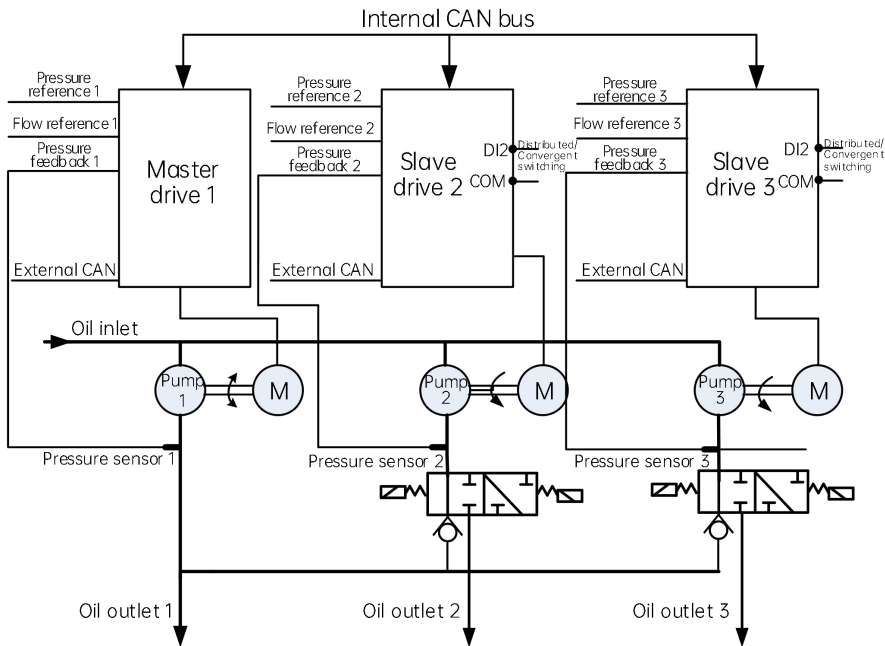 Internal CAN bus
Pressure
reference 1
Flow reference 1
Pressure
feedback 1
External CAN
Master
drive 1
Pressure
reference 2
Flow reference 2
Pressure
feedback 2
External CAN
Slave
drive 2
DI2
COM
Distributed/
Convergent
switching
Pressure
reference 3
Flow reference 3
Pressure
feedback 3
External CAN
Slave
drive 3
DI2
COM
Distributed/
Convergent
switching
Oil inlet
Pump
1
M
Pump
2
M
Pump
3
M
Pressure sensor 1
Pressure sensor 2
Pressure sensor 3
Oil outlet 1
Oil outlet 2
Oil outlet 3